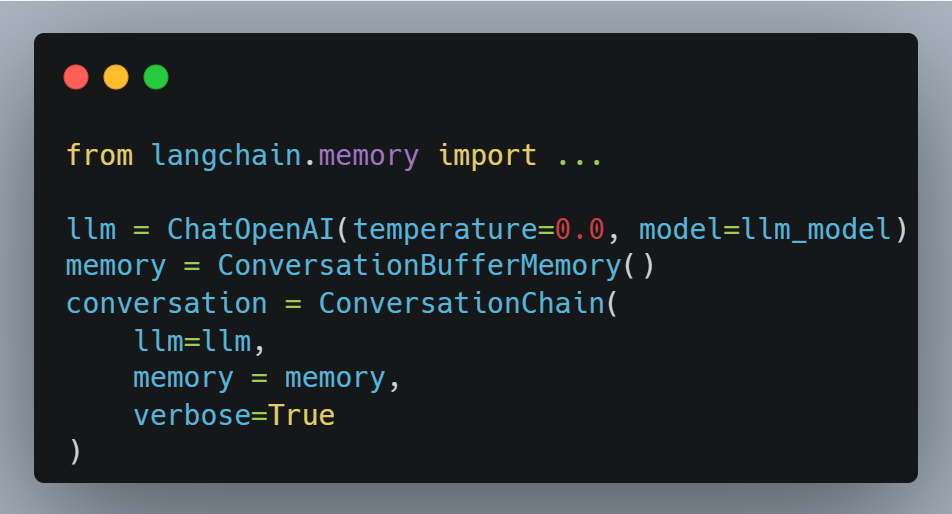 from langchain.memory import ...
llm = ChatOpenAI(temperature=0.0, model=llm_model)
memory = ConversationBufferMemory()
conversation = ConversationChain(
    llm=llm,
    memory = memory,
    verbose=True
)